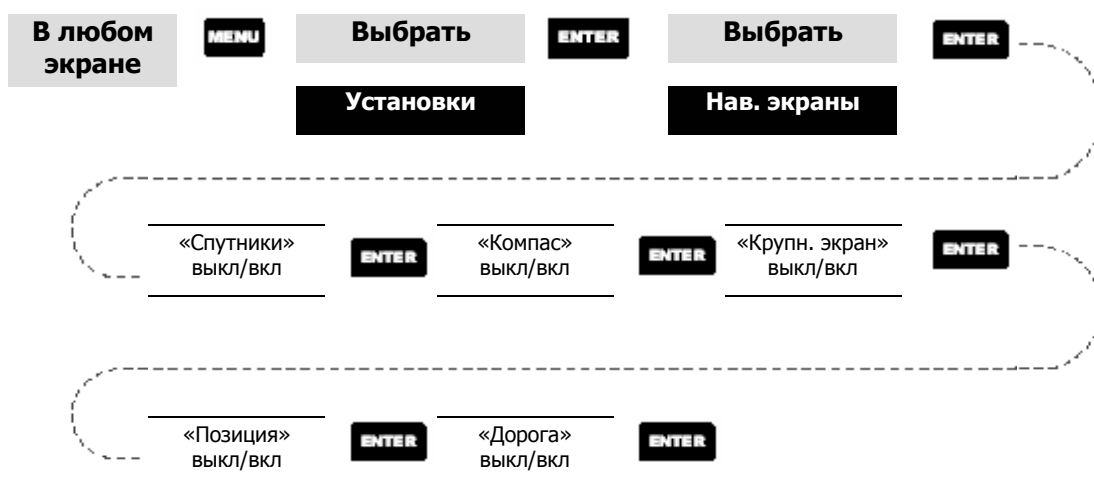 В любом
экране
MENU
Выбрать
ENTER
Выбрать
ENTER
Установки
Нав. экраны
«Спутники»
выкл/вкл
ENTER
«Компас»
выкл/вкл
ENTER
«Крупн. экран»
выкл/вкл
ENTER
«Позиция»
выкл/вкл
ENTER
«Дорога»
выкл/вкл
ENTER